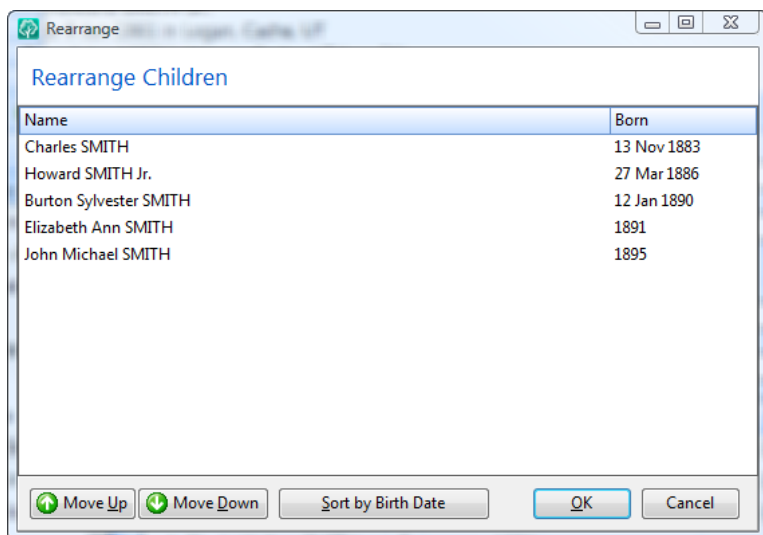 Rearrange
Rearrange Children
Name Born
Charles SMITH 13 Nov 1883
Howard SMITH Jr. 27 Mar 1886
Burton Sylvester SMITH 12 Jan 1890
Elizabeth Ann SMITH 1891
John Michael SMITH 1895
Move Up Move Down Sort by Birth Date OK Cancel